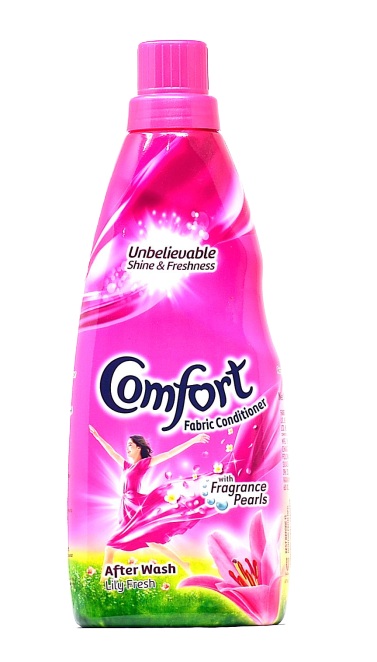 Unbelievable
Shine & Freshness
Comfort
Fabric Conditioner
with
Fragrance
Pearls
After Wash
Lily Fresh